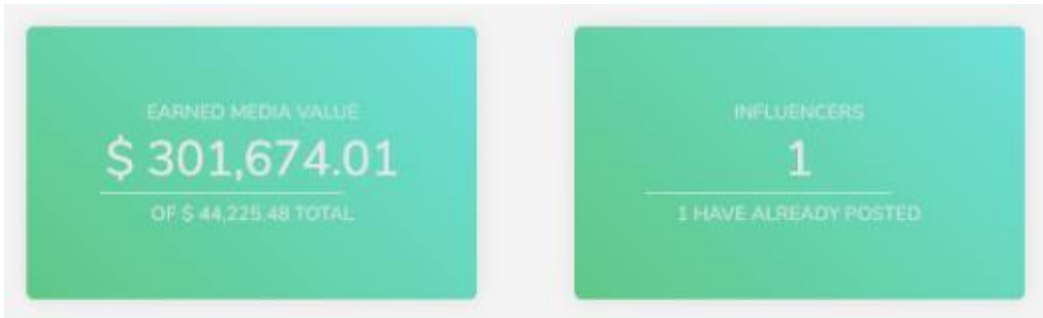 EARNED MEDIA VALUE
$ 301,674.01
OF $ 44,225.48 TOTAL
INFLUENCERS
1
1 HAVE ALREADY POSTED